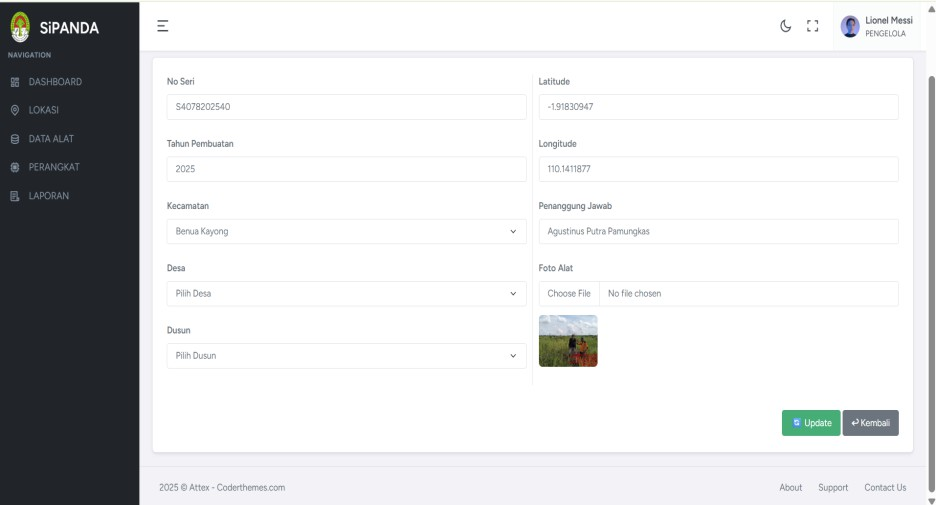 SiPANDA
Lionel Messi
PENGELOLA
NAVIGATION
DASHBOARD
LOKASI
DATA ALAT
PERANGKAT
LAPORAN
No Seri
S4078202540
Tahun Pembuatan
2025
Kecamatan
Benua Kayong
Desa
Pilih Desa
Dusun
Pilih Dusun
Latitude
-1.91830947
Longitude
110.1411877
Penanggung Jawab
Agustinus Putra Pamungkas
Foto Alat
Choose File No file chosen
Update
Kembali
2025 © Attex - Coderthemes.com
About Support Contact Us